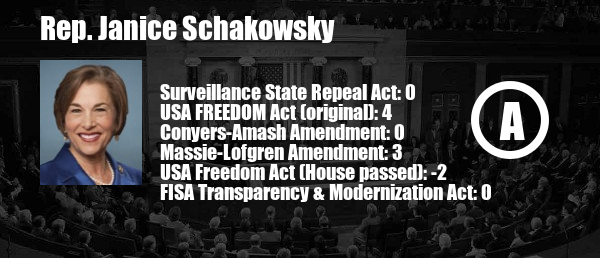 Rep. Janice Schakowsky
Surveillance State Repeal Act: 0
USA FREEDOM Act (original): 4
Conyers-Amash Amendment: 0
Massie-Lofgren Amendment: 3
USA Freedom Act (House passed): -2
FISA Transparency & Modernization Act: 0
A